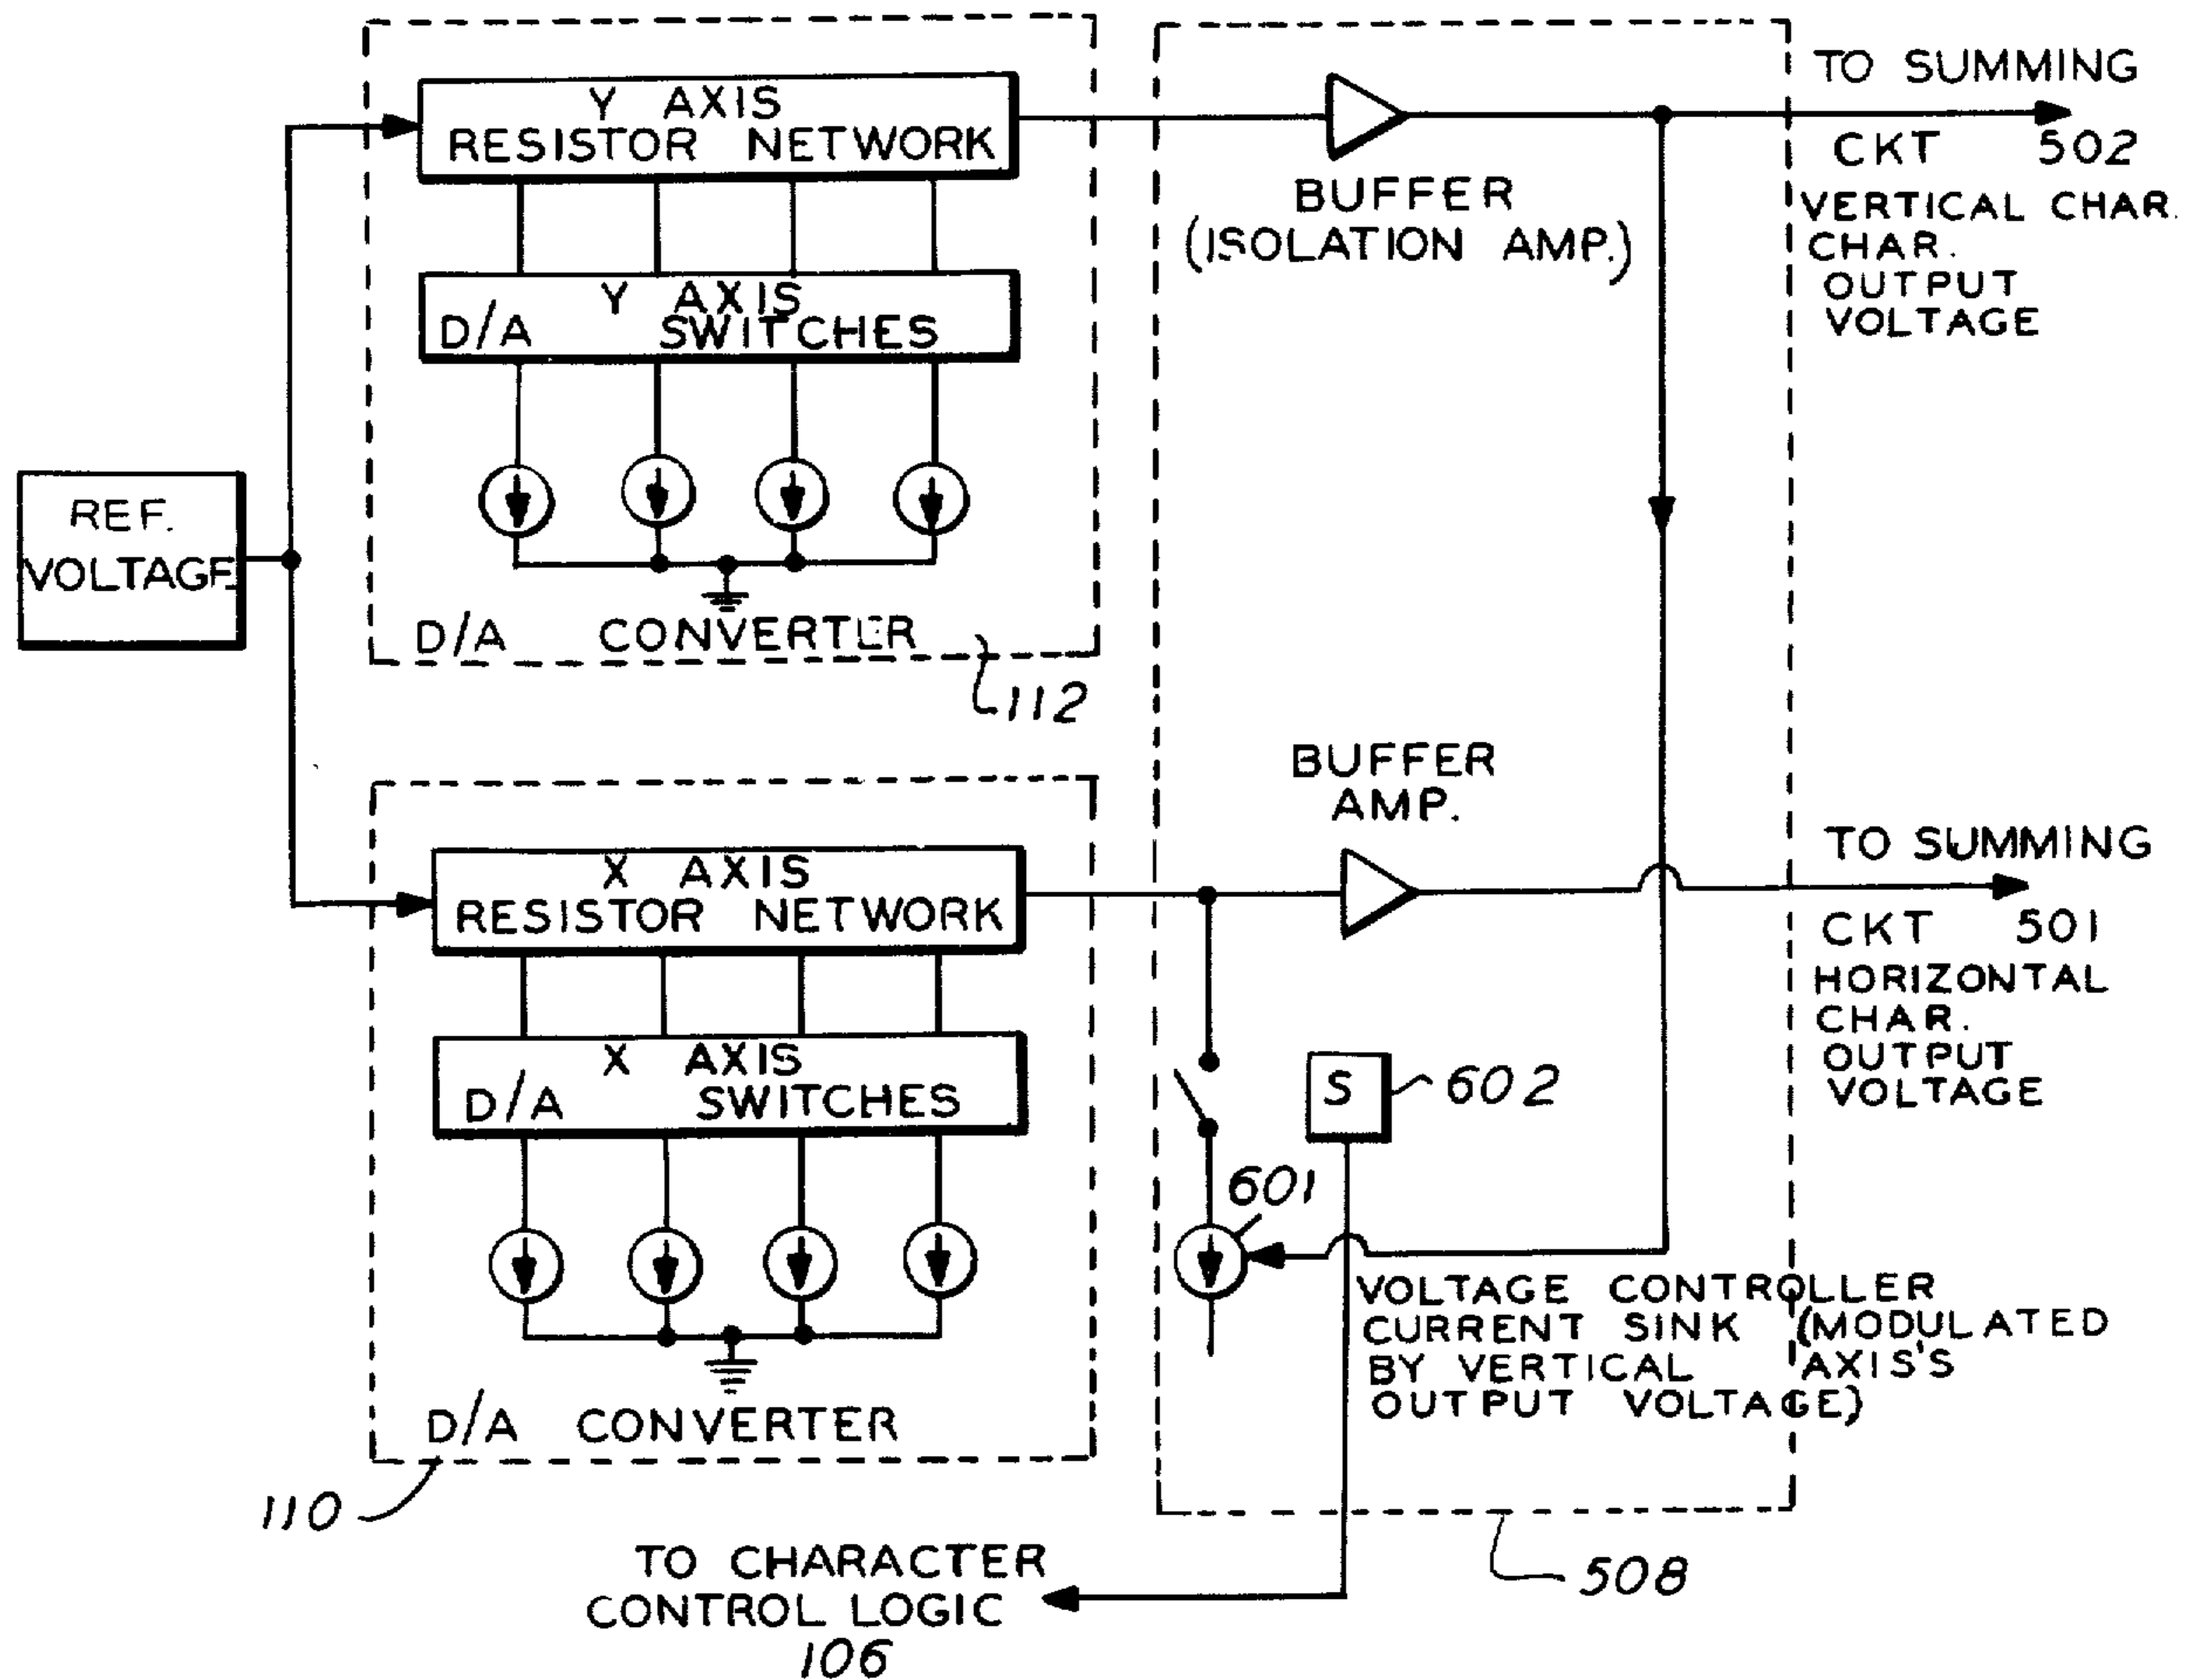 Y AXIS
RESISTOR NETWORK
Y AXIS
D/A SWITCHES
D/A CONVERTER
112
REF.
VOLTAGE
BUFFER
(ISOLATION AMP.)
TO SUMMING
CKT 502
VERTICAL CHAR.
CHAR.
OUTPUT
VOLTAGE
X AXIS
RESISTOR NETWORK
X AXIS
D/A SWITCHES
D/A CONVERTER
110
BUFFER
AMP.
TO SUMMING
CKT 501
HORIZONTAL
CHAR.
OUTPUT
VOLTAGE
S
602
601
VOLTAGE CONTROLLER
CURRENT SINK (MODULATED
BY VERTICAL AXIS'S
OUTPUT VOLTAGE)
508
TO CHARACTER
CONTROL LOGIC
106